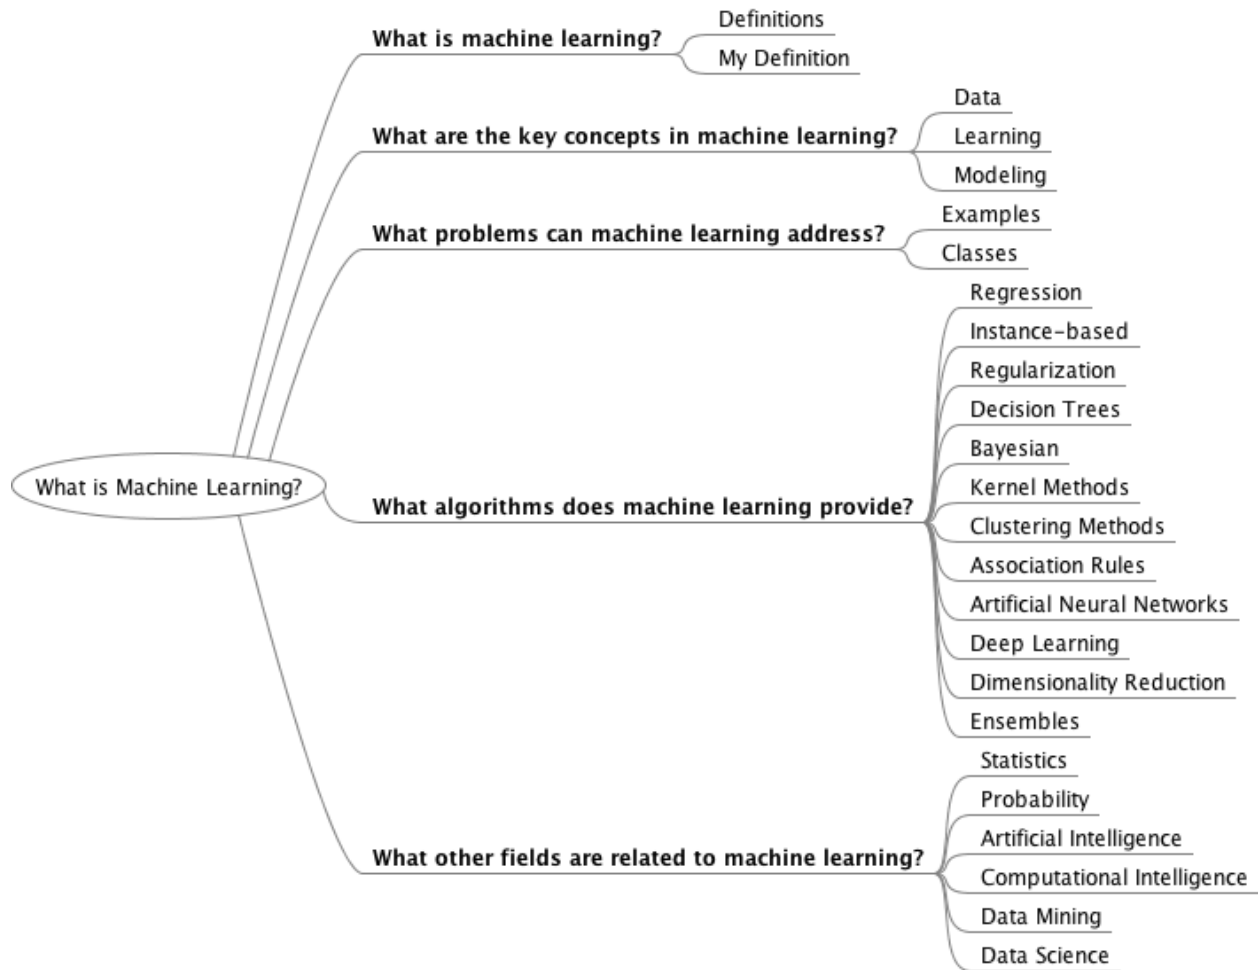 What is Machine Learning?
What is machine learning?
Definitions
My Definition
What are the key concepts in machine learning?
Data
Learning
Modeling
What problems can machine learning address?
Examples
Classes
What algorithms does machine learning provide?
Regression
Instance-based
Regularization
Decision Trees
Bayesian
Kernel Methods
Clustering Methods
Association Rules
Artificial Neural Networks
Deep Learning
Dimensionality Reduction
Ensembles
What other fields are related to machine learning?
Statistics
Probability
Artificial Intelligence
Computational Intelligence
Data Mining
Data Science